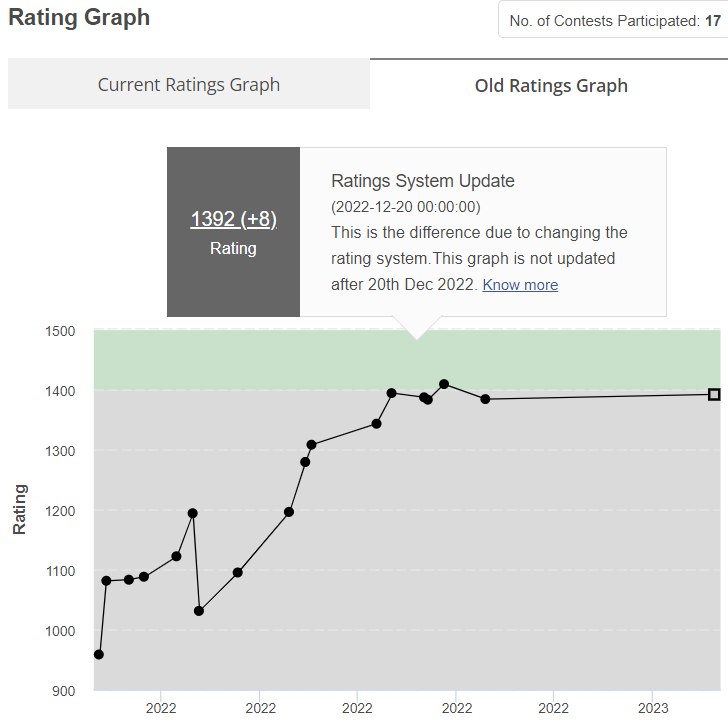 Rating Graph
No. of Contests Participated: 17
Current Ratings Graph
Old Ratings Graph
1392 (+8)
Rating
Ratings System Update
(2022-12-20 00:00:00)
This is the difference due to changing the
rating system.This graph is not updated
after 20th Dec 2022. Know more
1500
1400
1300
1200
1100
1000
900
Rating
2022
2022
2022
2022
2022
2023